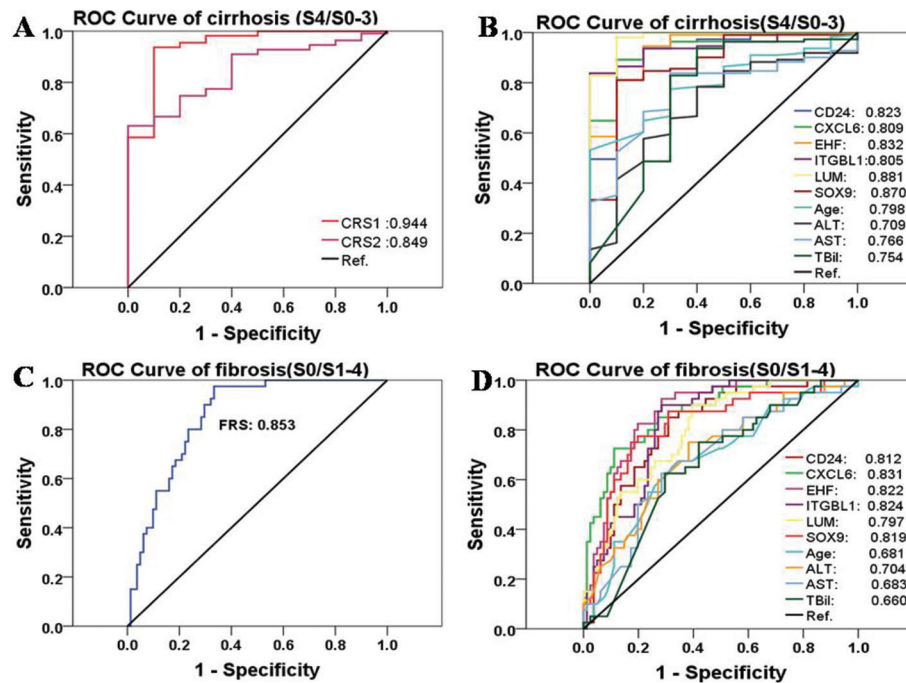 A
ROC Curve of cirrhosis (S4/S0-3)
Sensitivity
1.0
0.8
0.6
0.4
0.2
0.0
CRS1 :0.944
CRS2 :0.849
Ref.
0.0 0.2 0.4 0.6 0.8 1.0
1 - Specificity
B
ROC Curve of cirrhosis(S4/S0-3)
Sensitivity
1.0
0.8
0.6
0.4
0.2
0.0
CD24: 0.823
CXCL6: 0.809
EHF: 0.832
ITGBL1: 0.805
LUM: 0.881
SOX9: 0.870
Age: 0.798
ALT: 0.709
AST: 0.766
TBil: 0.754
Ref.
0.0 0.2 0.4 0.6 0.8 1.0
1 - Specificity
C
ROC Curve of fibrosis(S0/S1-4)
Sensitivity
1.0
0.8
0.6
0.4
0.2
0.0
FRS: 0.853
0.0 0.2 0.4 0.6 0.8 1.0
1 - Specificity
D
ROC Curve of fibrosis(S0/S1-4)
Sensitivity
1.0
0.8
0.6
0.4
0.2
0.0
CD24: 0.812
CXCL6: 0.831
EHF: 0.822
ITGBL1: 0.824
LUM: 0.797
SOX9: 0.819
Age: 0.681
ALT: 0.704
AST: 0.683
TBil: 0.660
Ref.
0.0 0.2 0.4 0.6 0.8 1.0
1 - Specificity